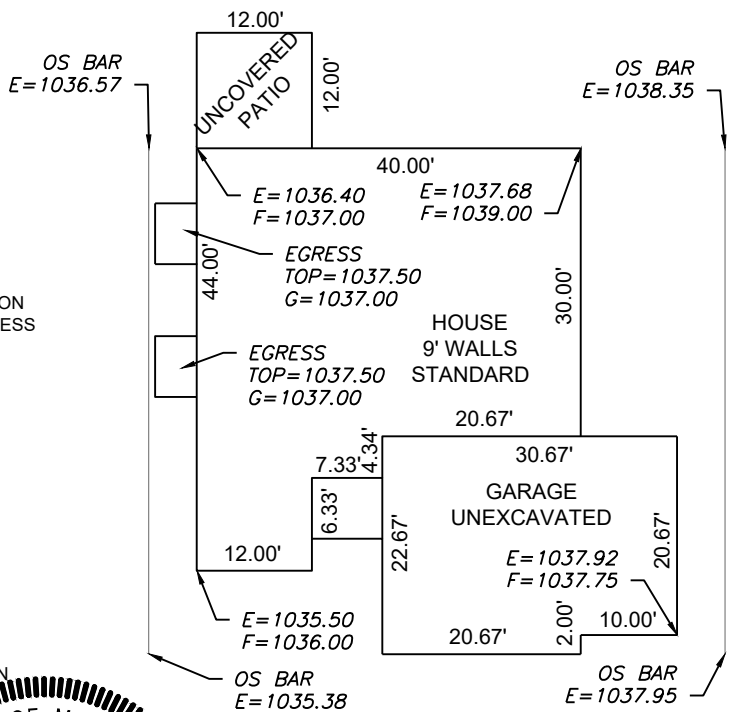 12.00'
OS BAR
E=1036.57
UNCOVERED
PATIO
12.00'
OS BAR
E=1038.35
40.00'
E=1036.40
F=1037.00
E=1037.68
F=1039.00
44.00'
EGRESS
TOP=1037.50
G=1037.00
30.00'
ON
ESS
HOUSE
9' WALLS
STANDARD
EGRESS
TOP=1037.50
G=1037.00
20.67'
4.34'
30.67'
7.33'
6.33'
GARAGE
UNEXCAVATED
22.67'
20.67'
12.00'
E=1037.92
F=1037.75
2.00'
10.00'
20.67'
E=1035.50
F=1036.00
OS BAR
E=1035.38
OS BAR
E=1037.95